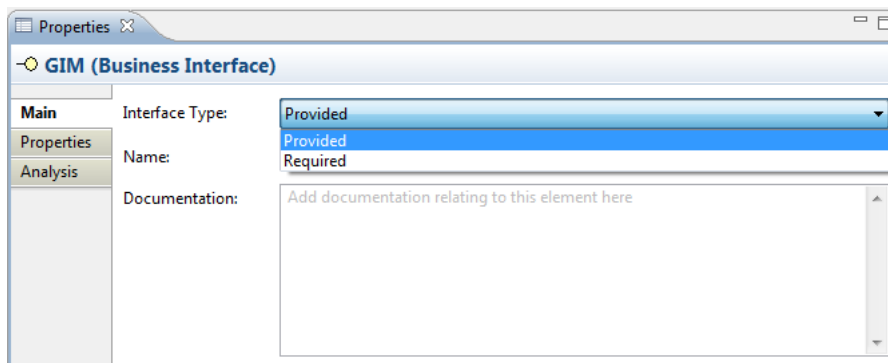 Properties
GIM (Business Interface)
Main
Interface Type:
Provided
Provided
Required
Properties
Name:
Analysis
Documentation:
Add documentation relating to this element here